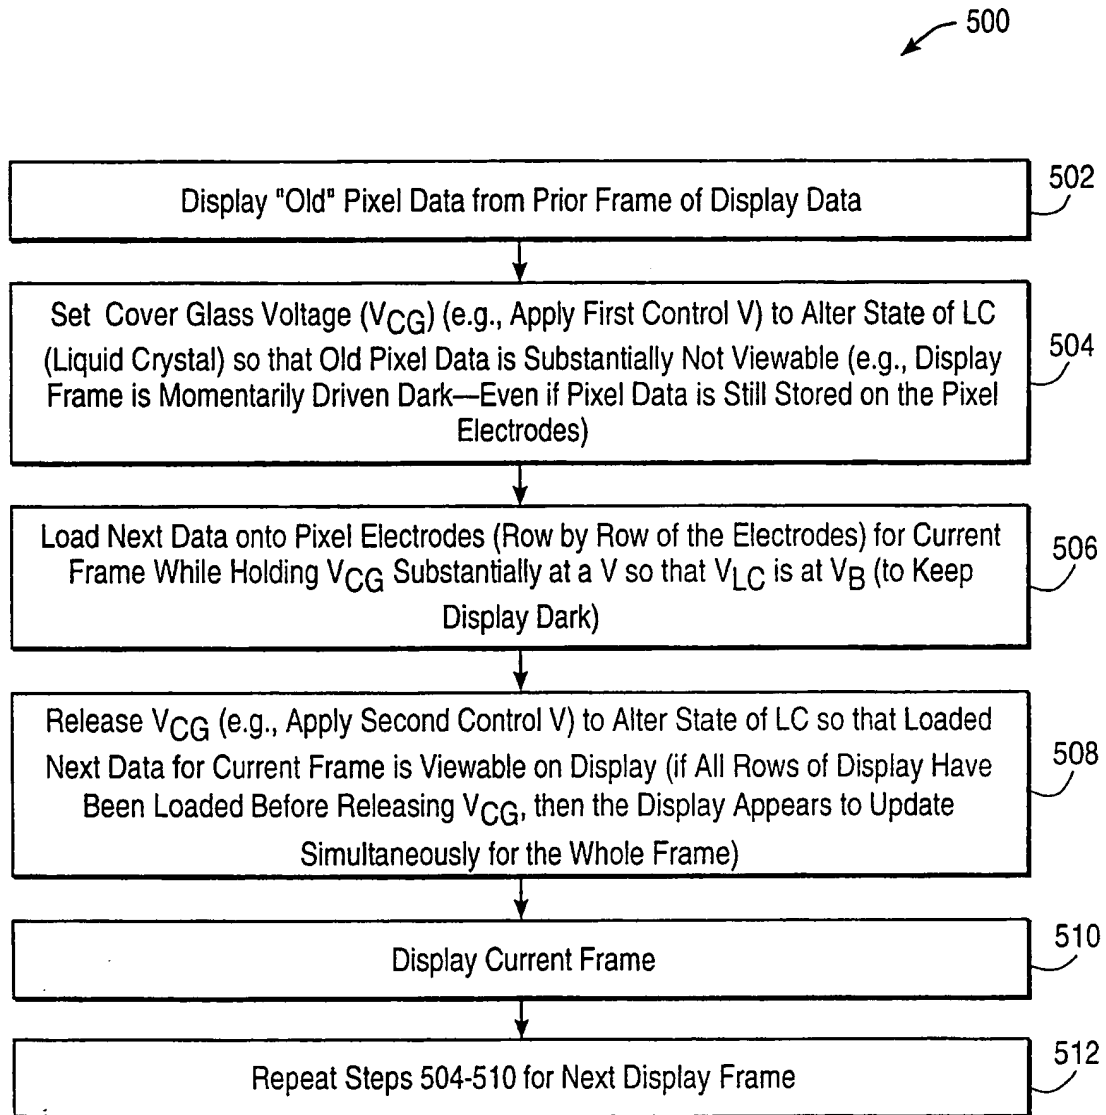 500
Display "Old" Pixel Data from Prior Frame of Display Data
502
Set Cover Glass Voltage (VCG) (e.g., Apply First Control V) to Alter State of LC
(Liquid Crystal) so that Old Pixel Data is Substantially Not Viewable (e.g., Display
Frame is Momentarily Driven Dark—Even if Pixel Data is Still Stored on the Pixel
Electrodes)
504
Load Next Data onto Pixel Electrodes (Row by Row of the Electrodes) for Current
Frame While Holding VCG Substantially at a V so that VLC is at VB (to Keep
Display Dark)
506
Release VCG (e.g., Apply Second Control V) to Alter State of LC so that Loaded
Next Data for Current Frame is Viewable on Display (if All Rows of Display Have
Been Loaded Before Releasing VCG, then the Display Appears to Update
Simultaneously for the Whole Frame)
508
Display Current Frame
510
Repeat Steps 504-510 for Next Display Frame
512